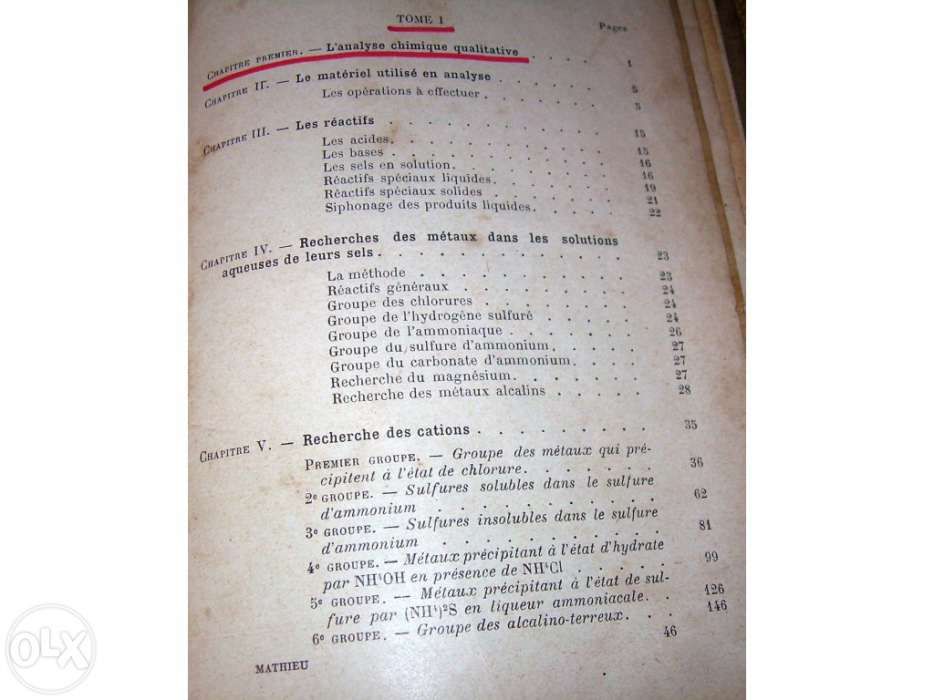 TOME I
Pages
CHAPITRE PREMIER. — L'analyse chimique qualitative . . . . 1
CHAPITRE II. — Le matériel utilisé en analyse . . . . 5
Les opérations à effectuer . . . . 5
CHAPITRE III. — Les réactifs . . . . 15
Les acides. . . . . 15
Les bases . . . . 16
Les sels en solution. . . . . 16
Réactifs spéciaux liquides. . . . . 19
Réactifs spéciaux solides . . . . 21
Siphonage des produits liquides. . . . . 22
CHAPITRE IV. — Recherches des métaux dans les solutions
aqueuses de leurs sels . . . . 23
La méthode . . . . 23
Réactifs généraux . . . . 24
Groupe des chlorures . . . . 24
Groupe de l'hydrogène sulfuré . . . . 24
Groupe de l'ammoniaque . . . . 26
Groupe du sulfure d'ammonium. . . . . 27
Groupe du carbonate d'ammonium. . . . . 27
Recherche du magnésium. . . . . 27
Recherche des métaux alcalins . . . . 28
CHAPITRE V. — Recherche des cations . . . . 35
PREMIER GROUPE. — Groupe des métaux qui pré-
cipitent à l'état de chlorure. . . . . 36
2e GROUPE. — Sulfures solubles dans le sulfure
d'ammonium . . . . 62
3e GROUPE. — Sulfures insolubles dans le sulfure
d'ammonium . . . . 81
4e GROUPE. — Métaux précipitant à l'état d'hydrate
par NH⁴OH en présence de NH⁴Cl . . . . 99
5e GROUPE. — Métaux précipitant à l'état de sul-
fure par (NH⁴)²S en liqueur ammoniacale. . . 126
6e GROUPE. — Groupe des alcalino-terreux. . . 146
MATHIEU
46
OLX